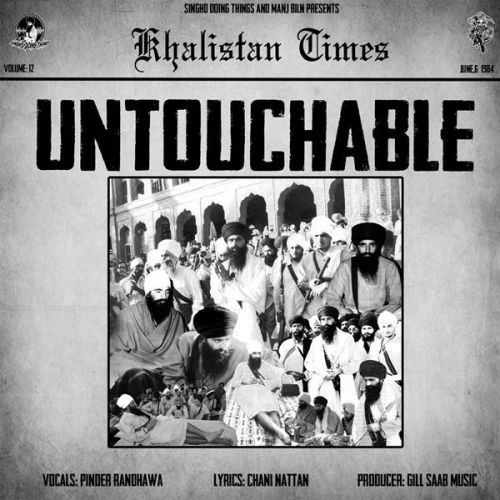 SINGHO DOING THINGS AND MANJ BILN PRESENTS
Khalistan Times
VOLUME: 12
JUNE,6 1984
UNTOUCHABLE
VOCALS: PINDER RANDHAWA
LYRICS: CHANI NATTAN
PRODUCER: GILL SAAB MUSIC